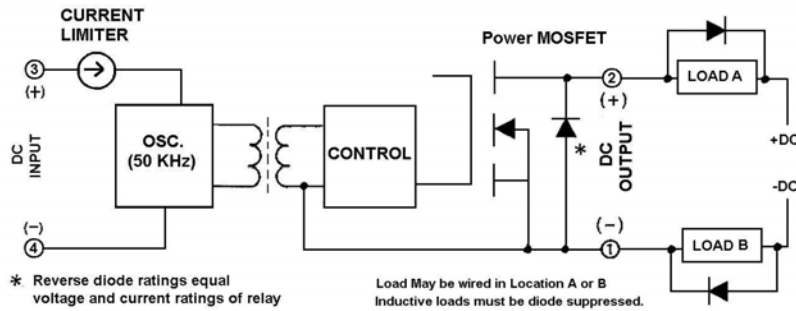 CURRENT
LIMITER
Power MOSFET
3
(+)
2
(+)
LOAD A
DC
INPUT
OSC.
(50 KHz)
CONTROL
*
DC
OUTPUT
+DC
-DC
(-)
4
(-)
1
LOAD B
* Reverse diode ratings equal
voltage and current ratings of relay
Load May be wired in Location A or B
Inductive loads must be diode suppressed.